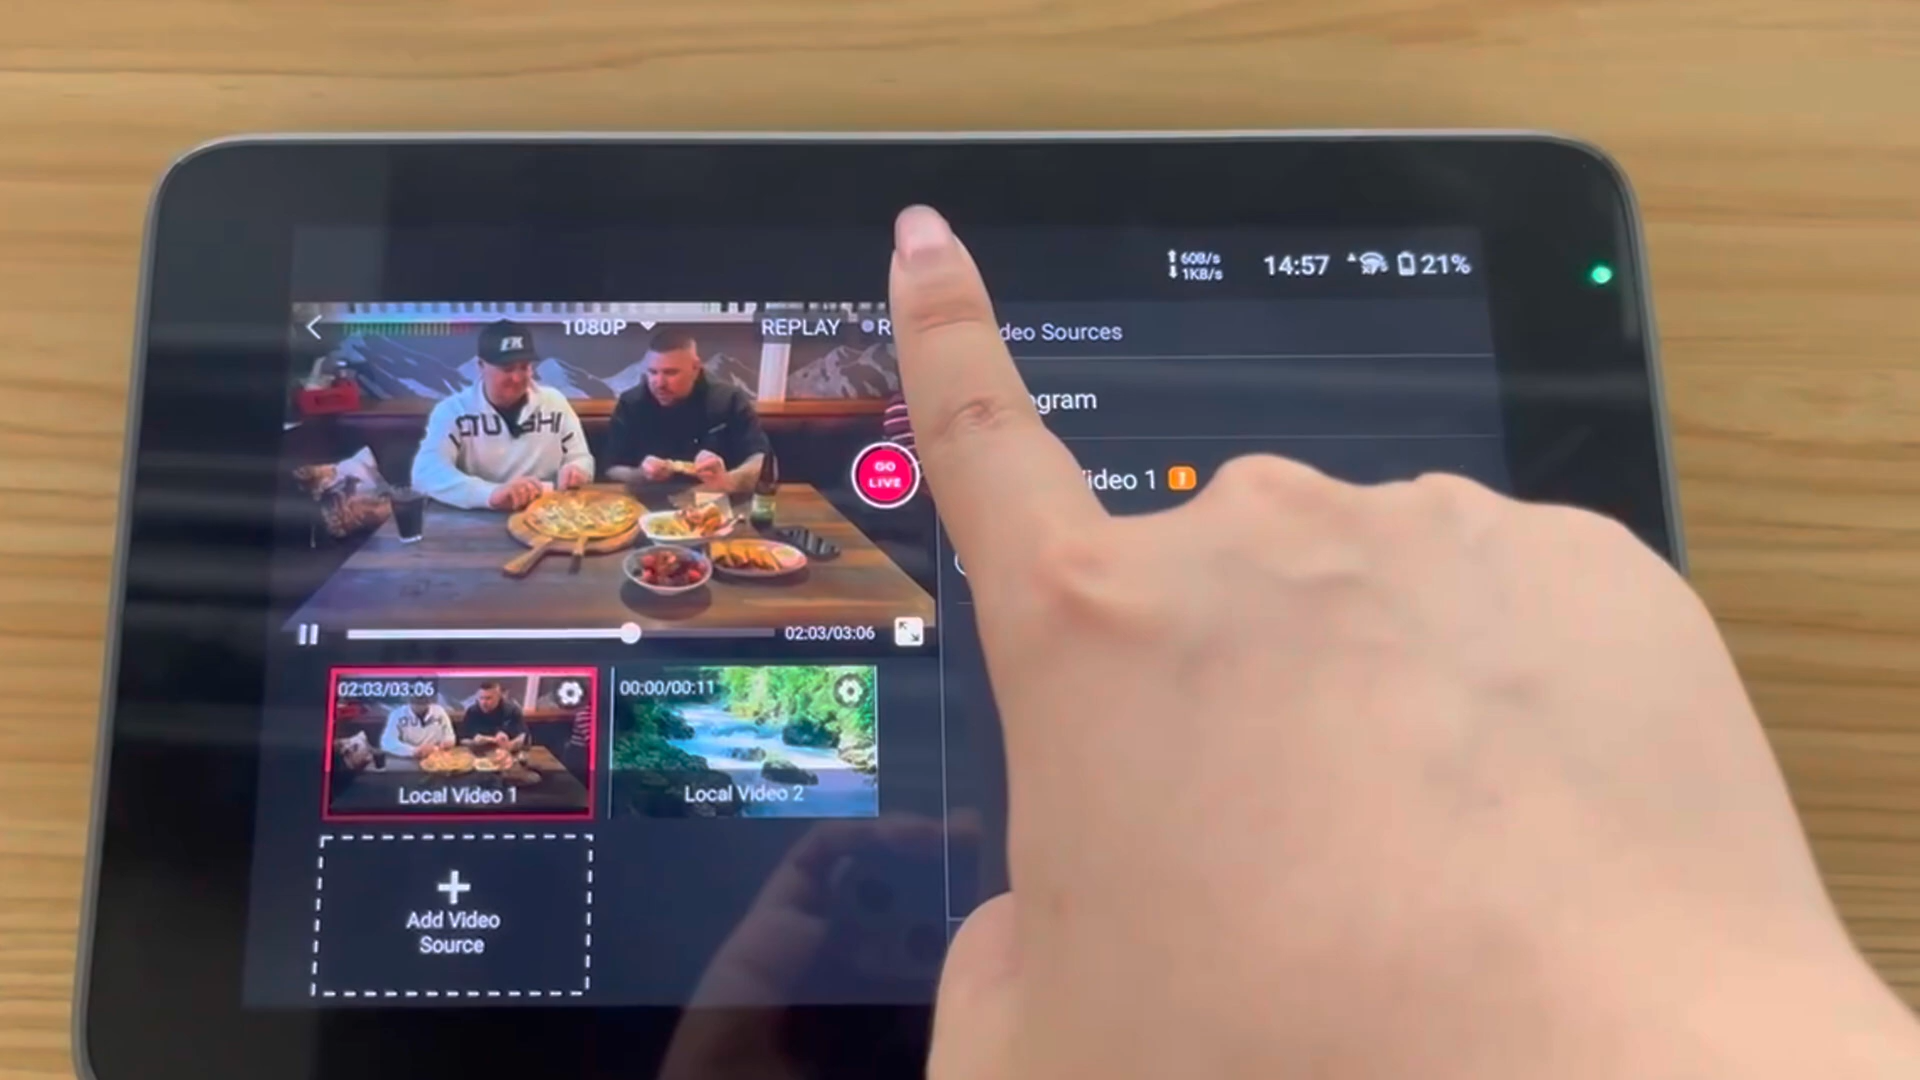 60B/s
1KB/s
14:57
21%
1080P
REPLAY
R
deo Sources
ogram
ideo 1
GO
LIVE
02:03/03:06
02:03/03:06
Local Video 1
00:00/00:11
Local Video 2
Add Video
Source